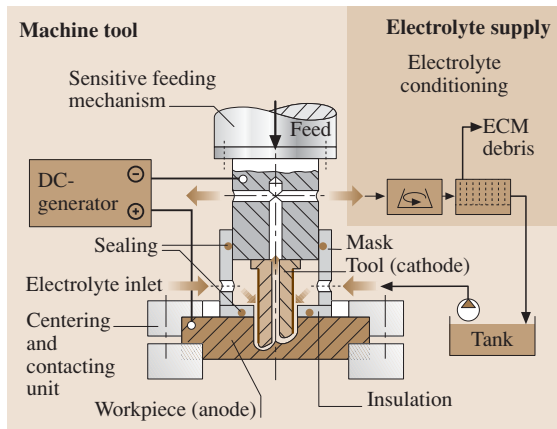 Machine tool
Electrolyte supply
Electrolyte
conditioning
Sensitive feeding
mechanism
Feed
ECM
debris
DC-
generator
Sealing
Mask
Tool (cathode)
Electrolyte inlet
Centering
and
contacting
unit
Tank
Workpiece (anode)
Insulation